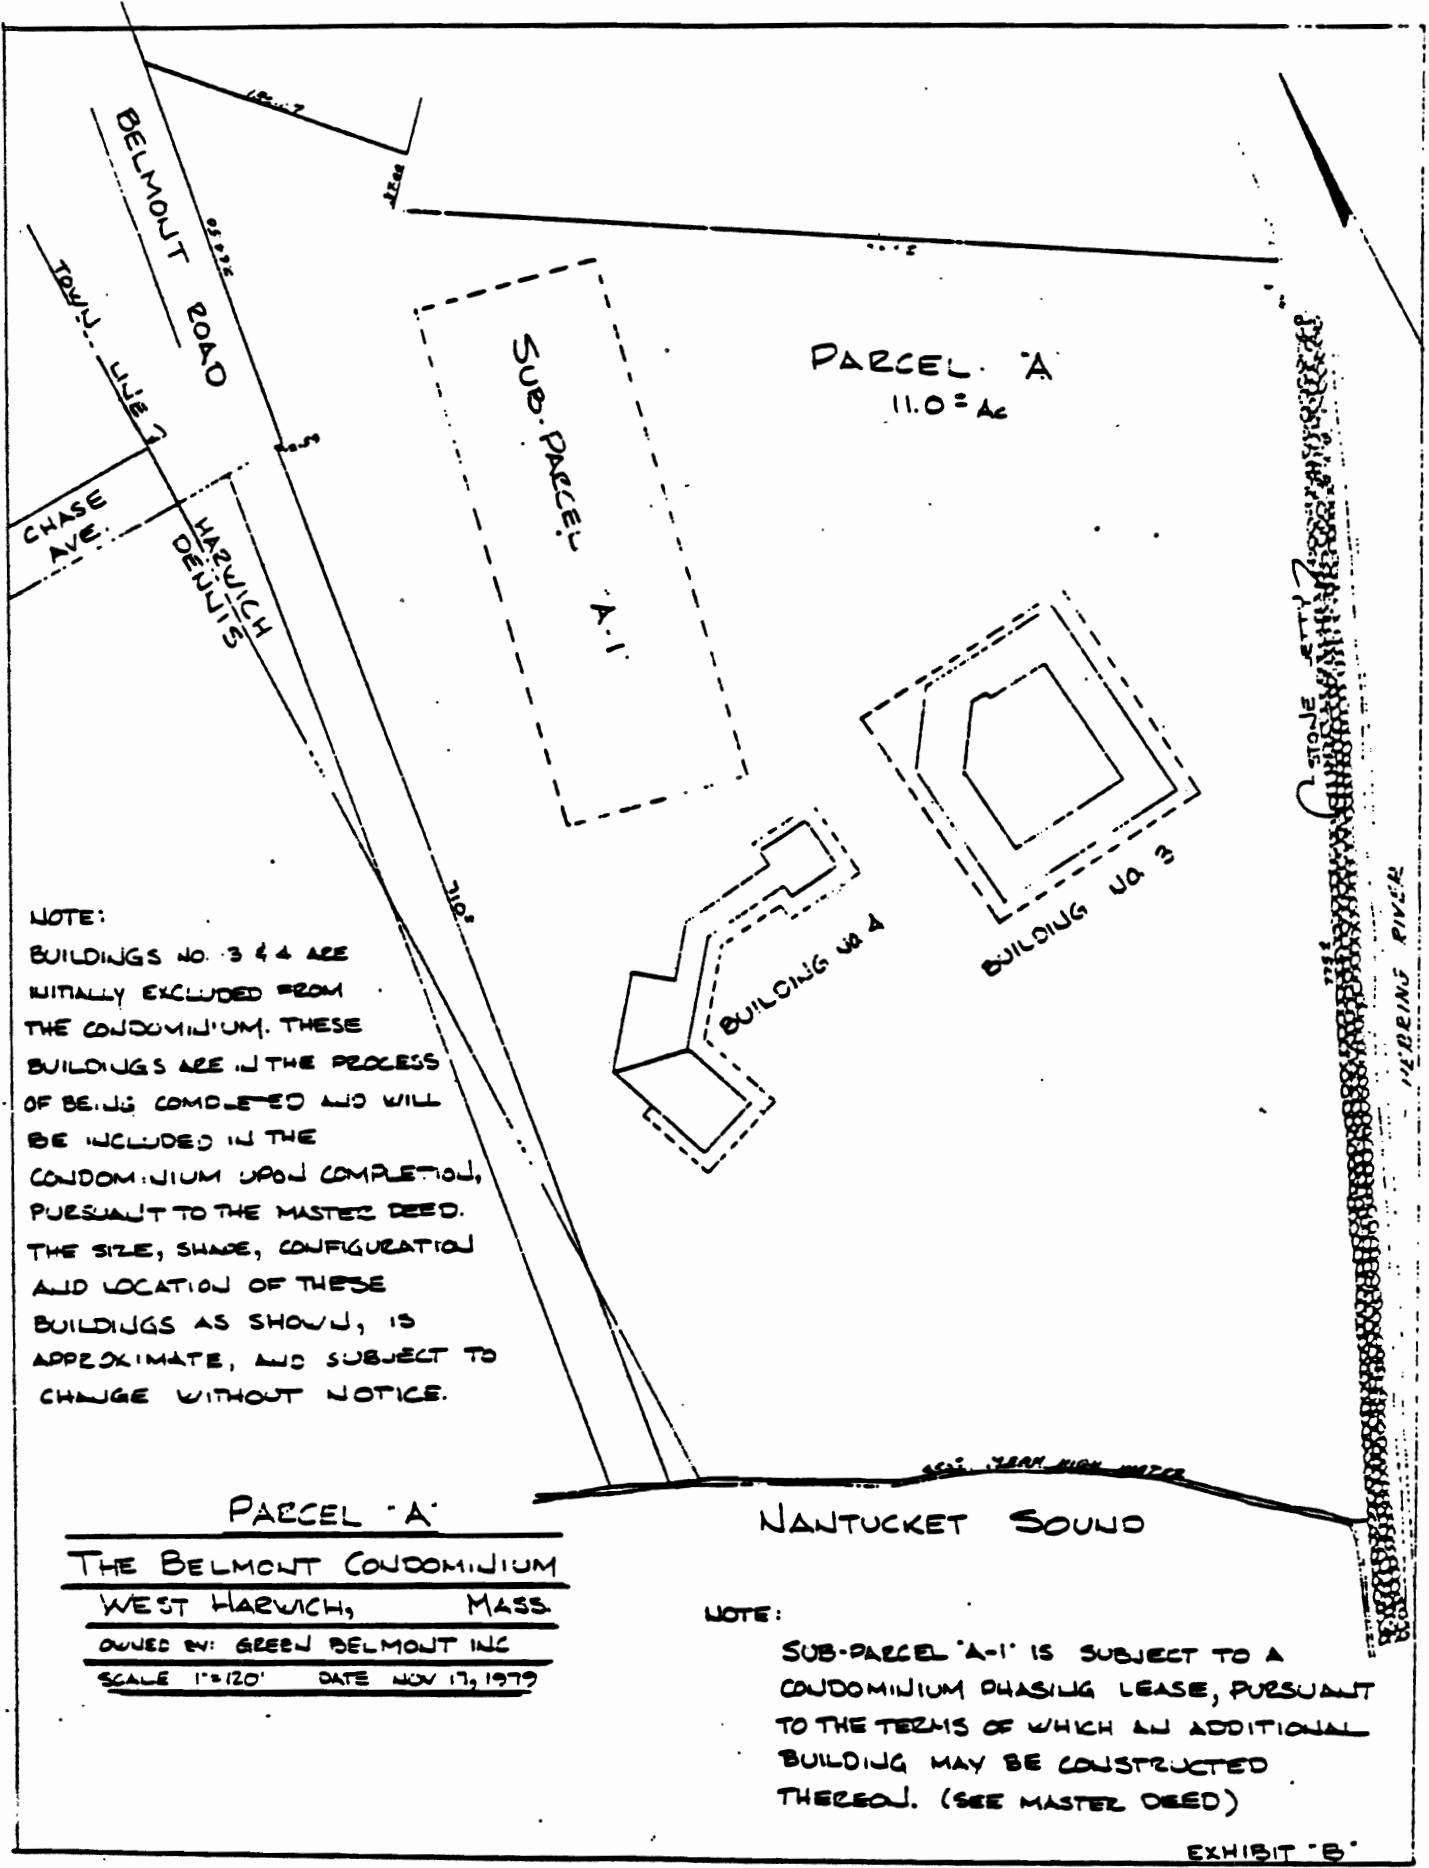 BELMONT ROAD
TOWN LINE
CHASE
AVE.
HARWICH
DENNIS
SUB-PARCEL A-1
PARCEL "A"
11.0± Ac
STONE JETTY
HERRING RIVER
BUILDING NO. 3
BUILDING NO. 4
710±
NOTE:
BUILDINGS NO. 3 & 4 ARE
INITIALLY EXCLUDED FROM
THE CONDOMINIUM. THESE
BUILDINGS ARE IN THE PROCESS
OF BEING COMPLETED AND WILL
BE INCLUDED IN THE
CONDOMINIUM UPON COMPLETION,
PURSUANT TO THE MASTER DEED.
THE SIZE, SHAPE, CONFIGURATION
AND LOCATION OF THESE
BUILDINGS AS SHOWN, IS
APPROXIMATE, AND SUBJECT TO
CHANGE WITHOUT NOTICE.
MEAN HIGH WATER
NANTUCKET SOUND
PARCEL "A"
THE BELMONT CONDOMINIUM
WEST HARWICH, MASS.
OWNED BY: GREEN BELMONT INC
SCALE 1"=120' DATE NOV 17, 1979
NOTE:
SUB-PARCEL "A-1" IS SUBJECT TO A
CONDOMINIUM PHASING LEASE, PURSUANT
TO THE TERMS OF WHICH AN ADDITIONAL
BUILDING MAY BE CONSTRUCTED
THEREON. (SEE MASTER DEED)
EXHIBIT "B"